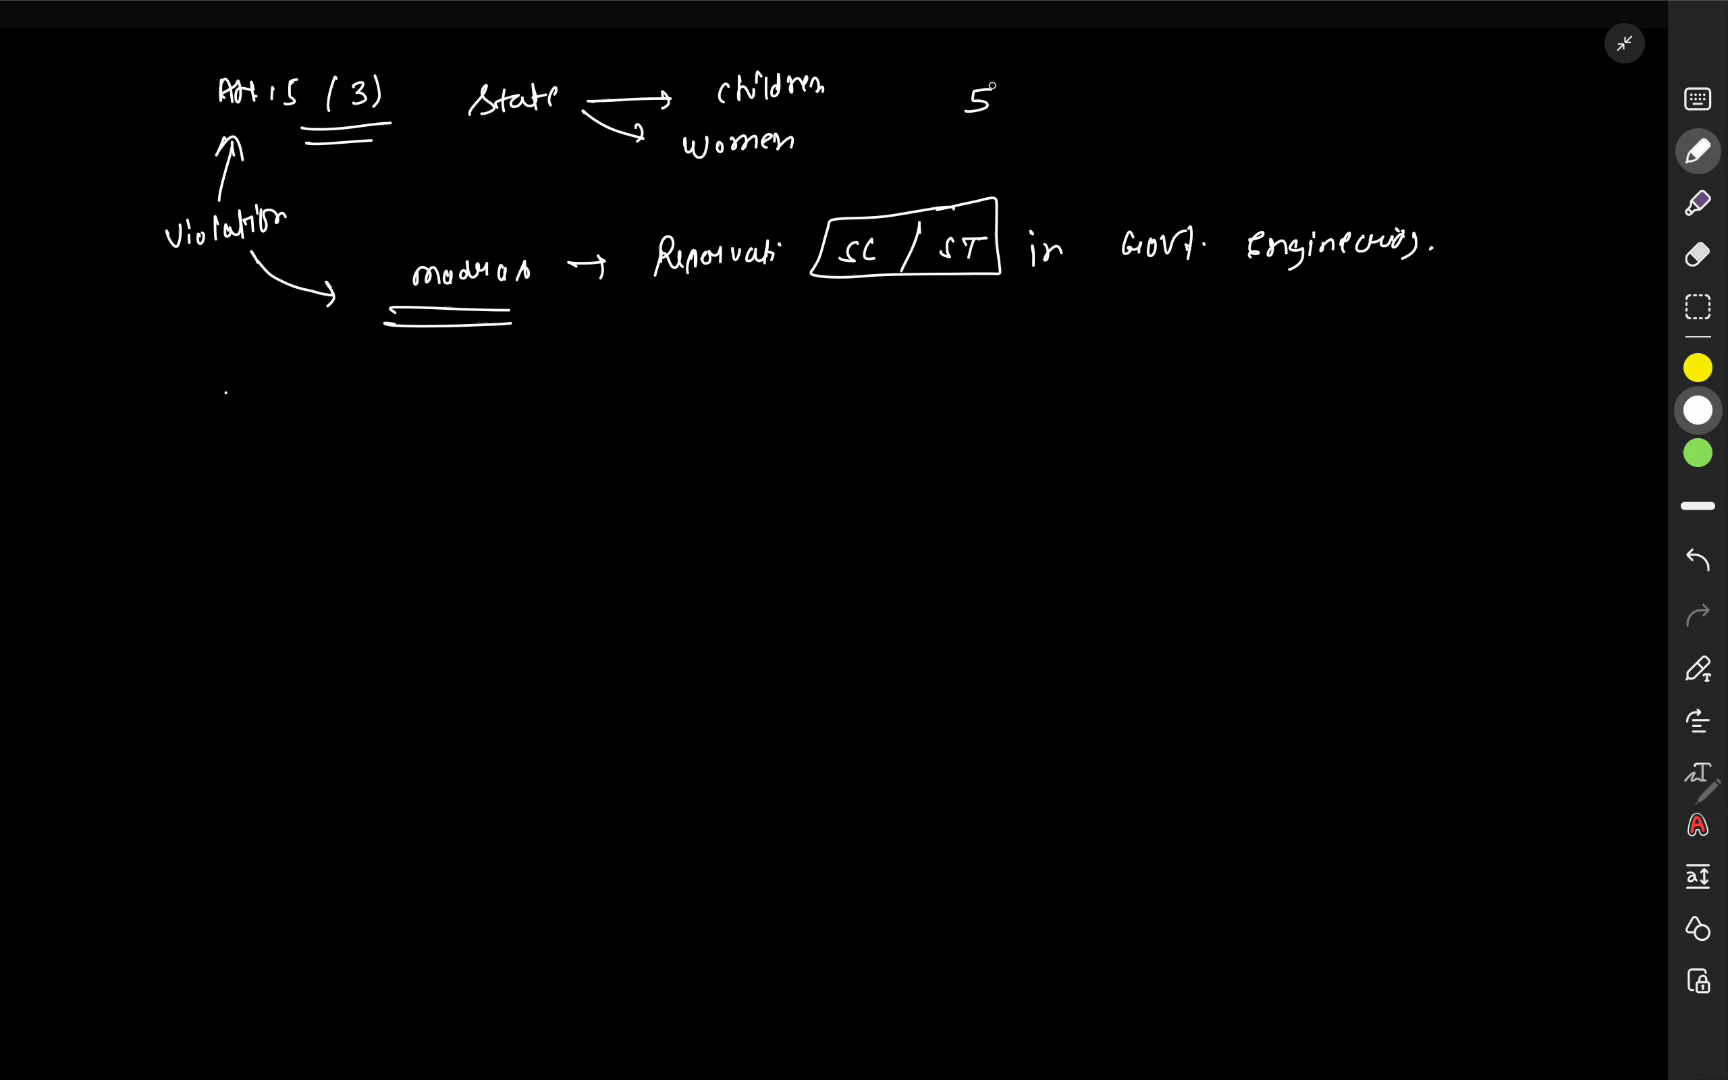 Art 15 (3) State → children 5
women
Violation
madras → Reservati SC / ST in Govt. Engineering.